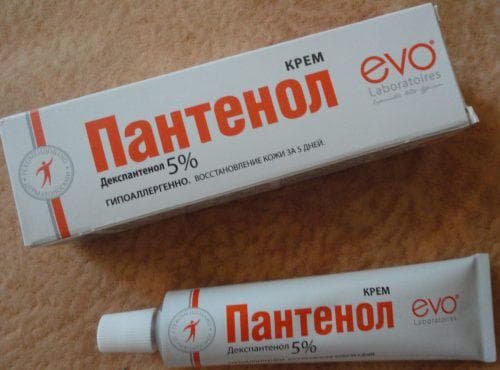 КРЕМ
Пантенол
Декспантенол 5%
ГИПОАЛЛЕРГЕННО. ВОССТАНОВЛЕНИЕ КОЖИ ЗА 5 ДНЕЙ.
evo®
Laboratoires
КРЕМ
Пантенол
Декспантенол 5%
evo®
Laboratoires